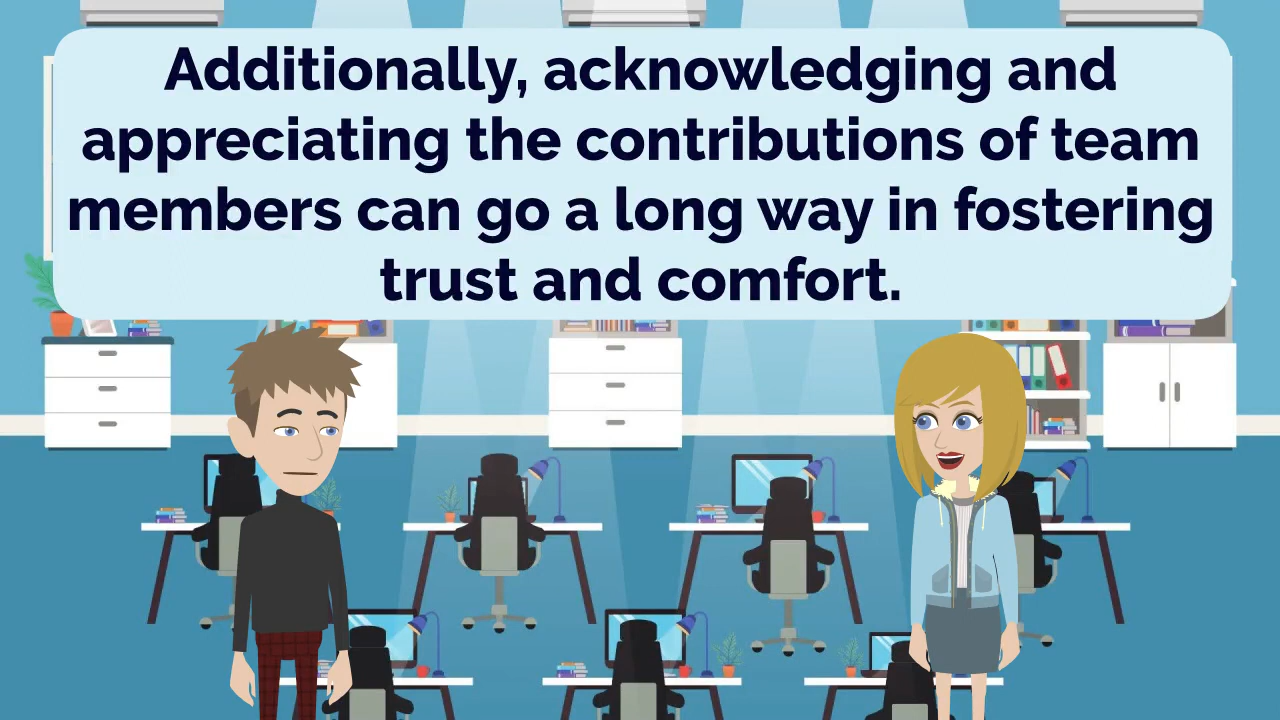 Additionally, acknowledging and
appreciating the contributions of team
members can go a long way in fostering
trust and comfort.